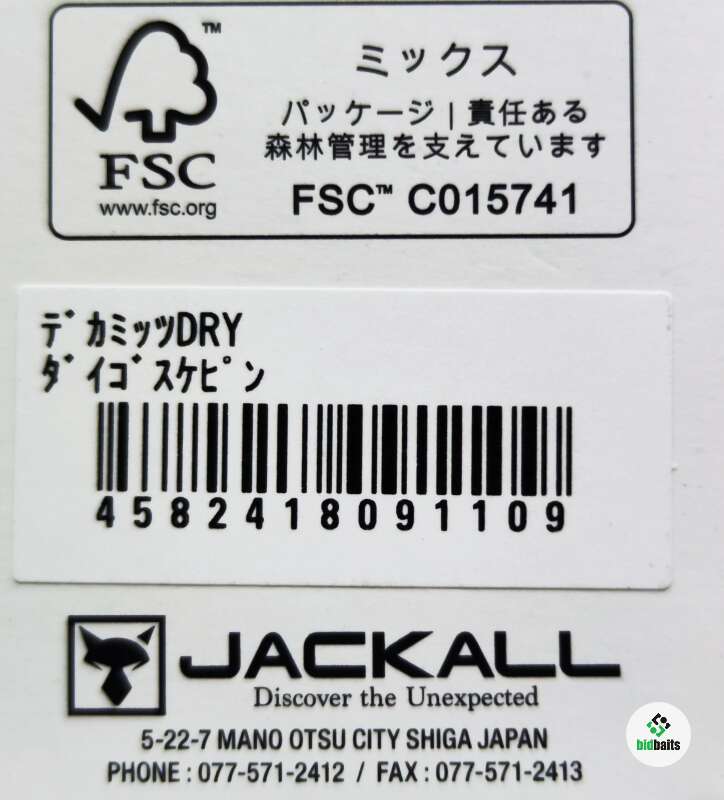 TM
ミックス
パッケージ | 責任ある
森林管理を支えています
FSC
www.fsc.org
FSC™ C015741
ﾃﾞｶﾐｯﾂDRY
ﾀﾞｲｺﾞｽｹﾋﾟﾝ
4582418091109
JACKALL
Discover the Unexpected
5-22-7 MANO OTSU CITY SHIGA JAPAN
PHONE : 077-571-2412 / FAX : 077-571-2413
bidbaits